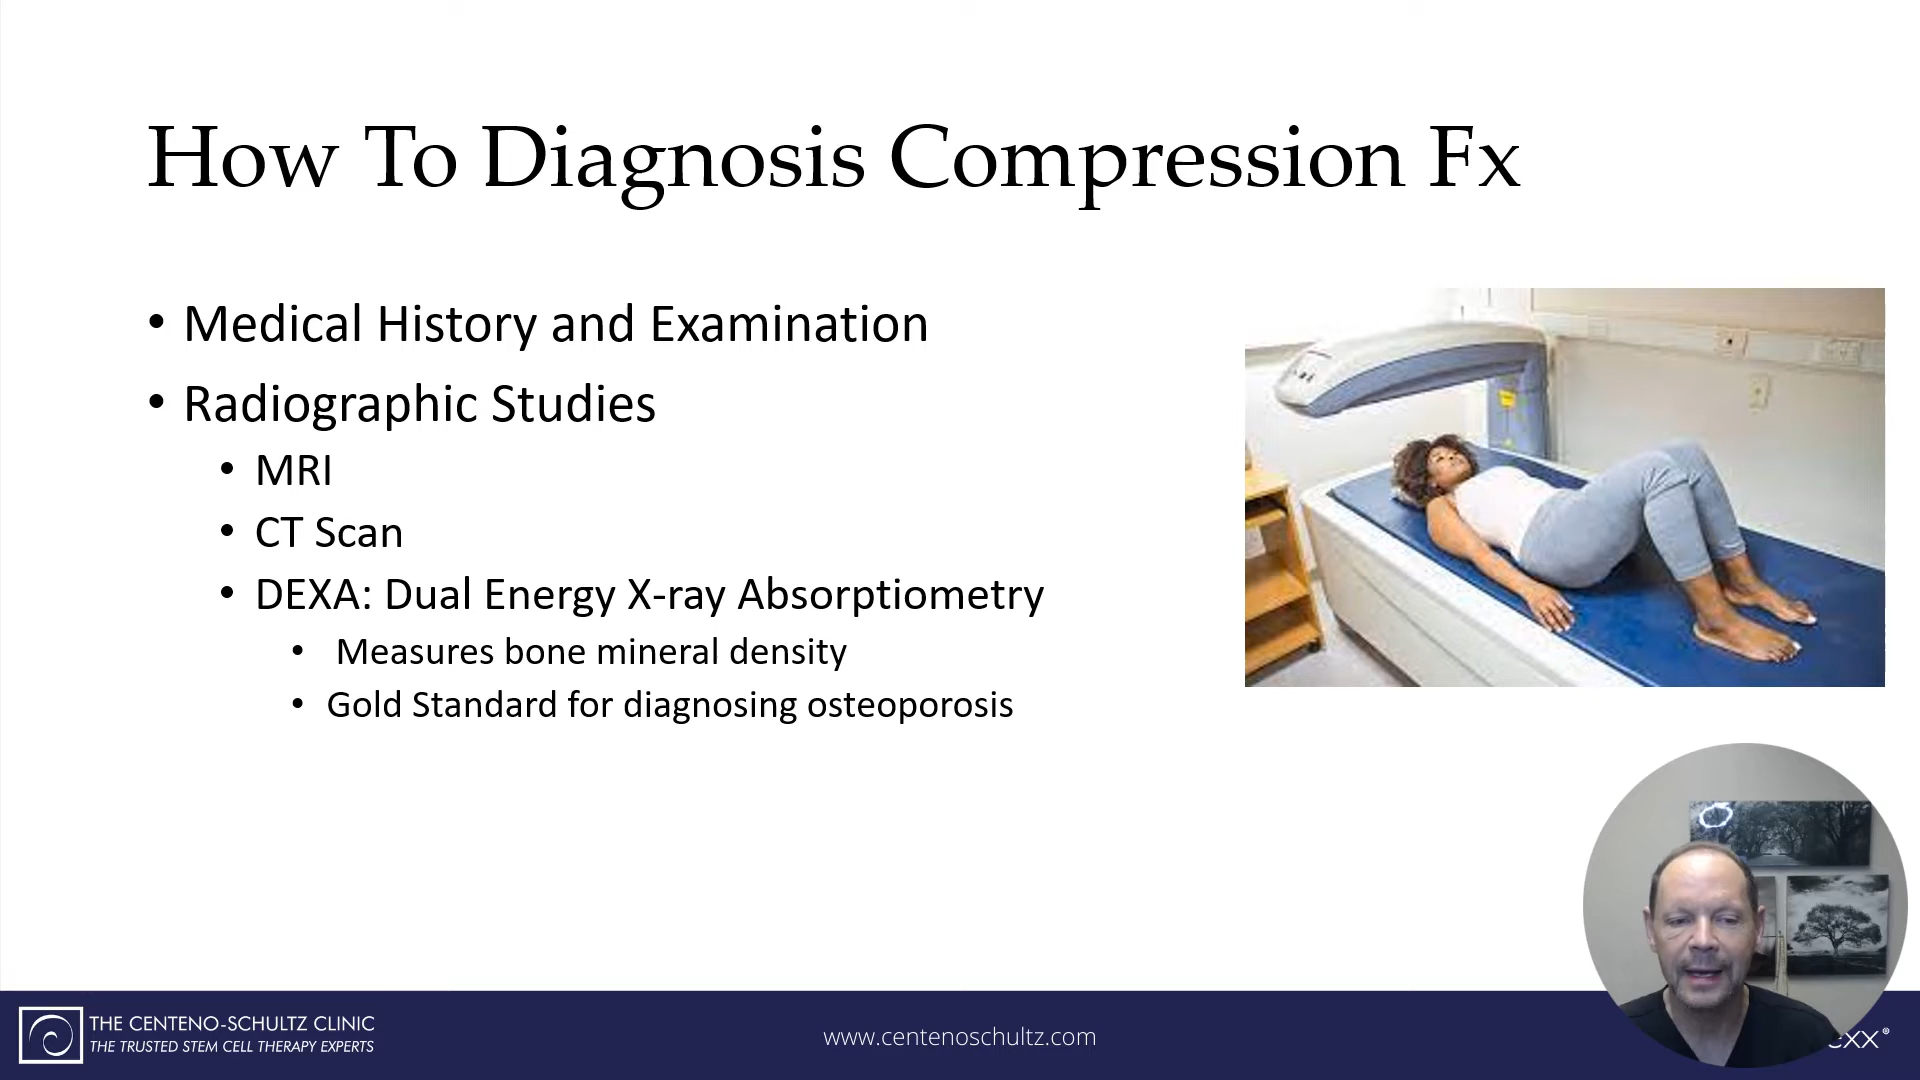 How To Diagnosis Compression Fx
• Medical History and Examination
• Radiographic Studies
• MRI
• CT Scan
• DEXA: Dual Energy X-ray Absorptiometry
• Measures bone mineral density
• Gold Standard for diagnosing osteoporosis
THE CENTENO-SCHULTZ CLINIC
THE TRUSTED STEM CELL THERAPY EXPERTS
www.centenoschultz.com